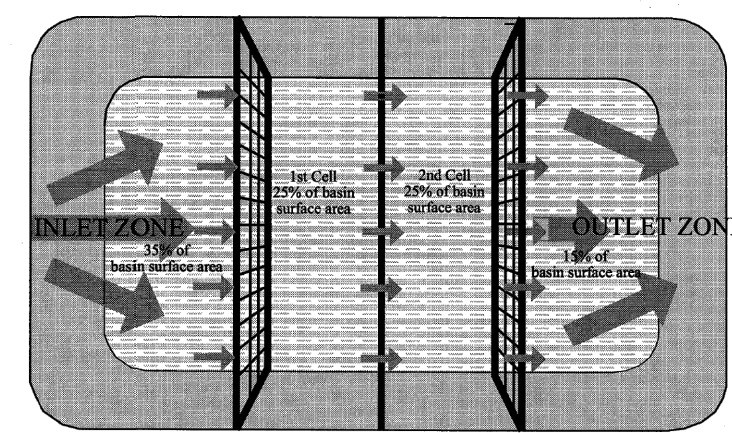 INLET ZONE
35% of
basin surface area
1st Cell
25% of basin
surface area
2nd Cell
25% of basin
surface area
OUTLET ZON
15% of
basin surface area